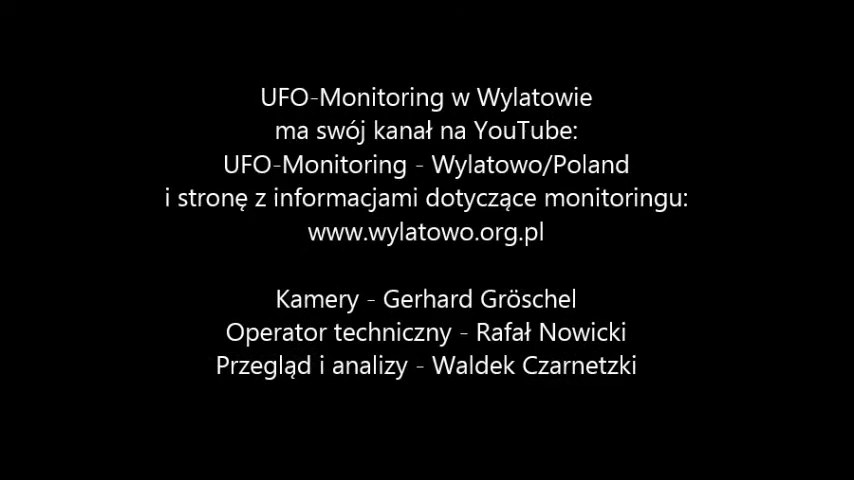 UFO-Monitoring w Wylatowie
ma swój kanał na YouTube:
UFO-Monitoring - Wylatowo/Poland
i stronę z informacjami dotyczące monitoringu:
www.wylatowo.org.pl
Kamery - Gerhard Gröschel
Operator techniczny - Rafał Nowicki
Przegląd i analizy - Waldek Czarnetzki